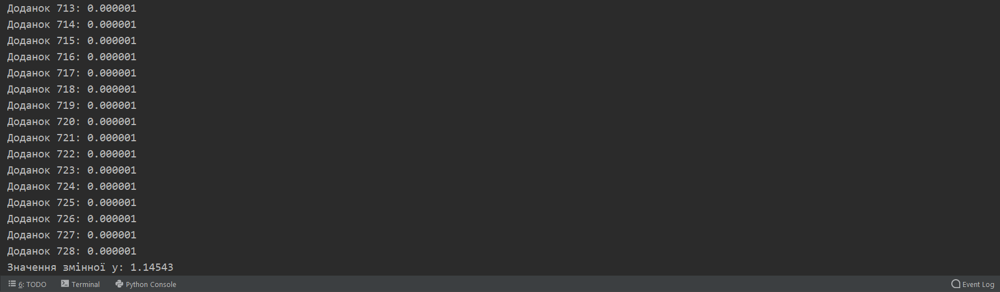 Доданок 713: 0.000001
Доданок 714: 0.000001
Доданок 715: 0.000001
Доданок 716: 0.000001
Доданок 717: 0.000001
Доданок 718: 0.000001
Доданок 719: 0.000001
Доданок 720: 0.000001
Доданок 721: 0.000001
Доданок 722: 0.000001
Доданок 723: 0.000001
Доданок 724: 0.000001
Доданок 725: 0.000001
Доданок 726: 0.000001
Доданок 727: 0.000001
Доданок 728: 0.000001
Значення змінної y: 1.14543
6: TODO Terminal Python Console Event Log